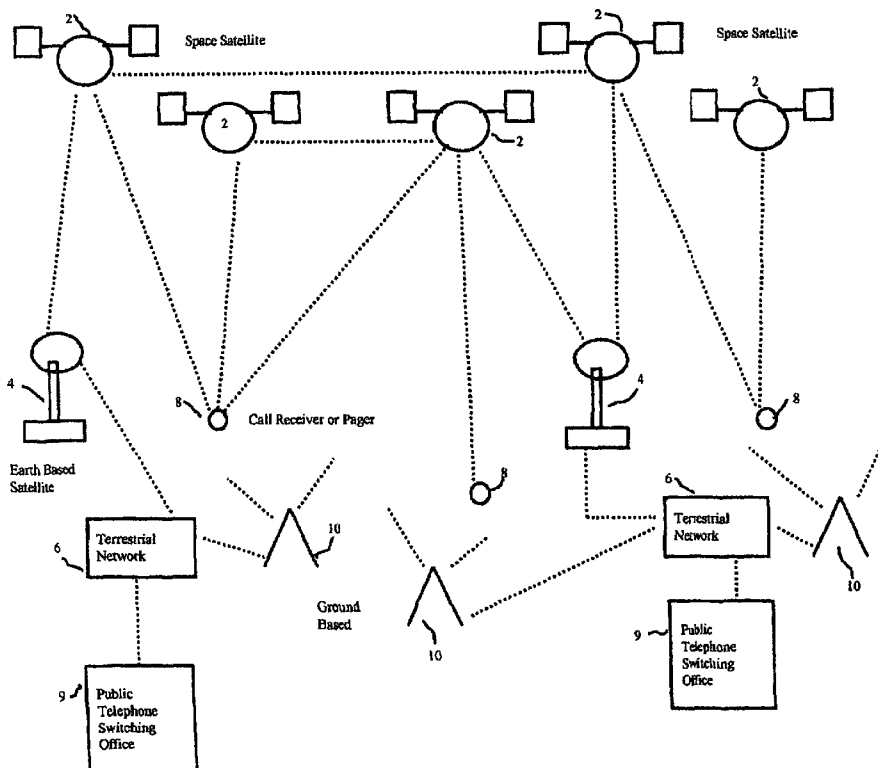 2
Space Satellite
2
Space Satellite
2
2
2
4
8
Call Receiver or Pager
4
8
Earth Based
Satellite
8
6
Terrestrial
Network
6
10
Terrestrial
Network
10
Ground
Based
10
9
Public
Telephone
Switching
Office
9
Public
Telephone
Switching
Office